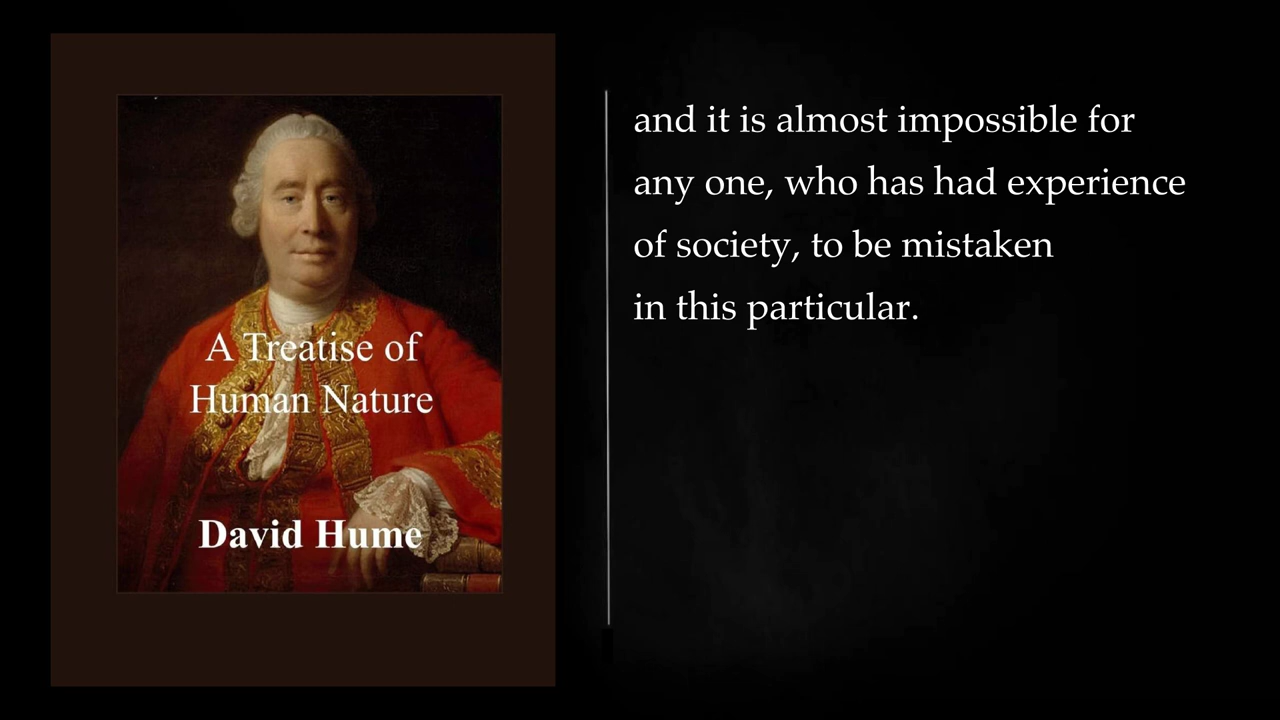 A Treatise of
Human Nature
David Hume
and it is almost impossible for
any one, who has had experience
of society, to be mistaken
in this particular.